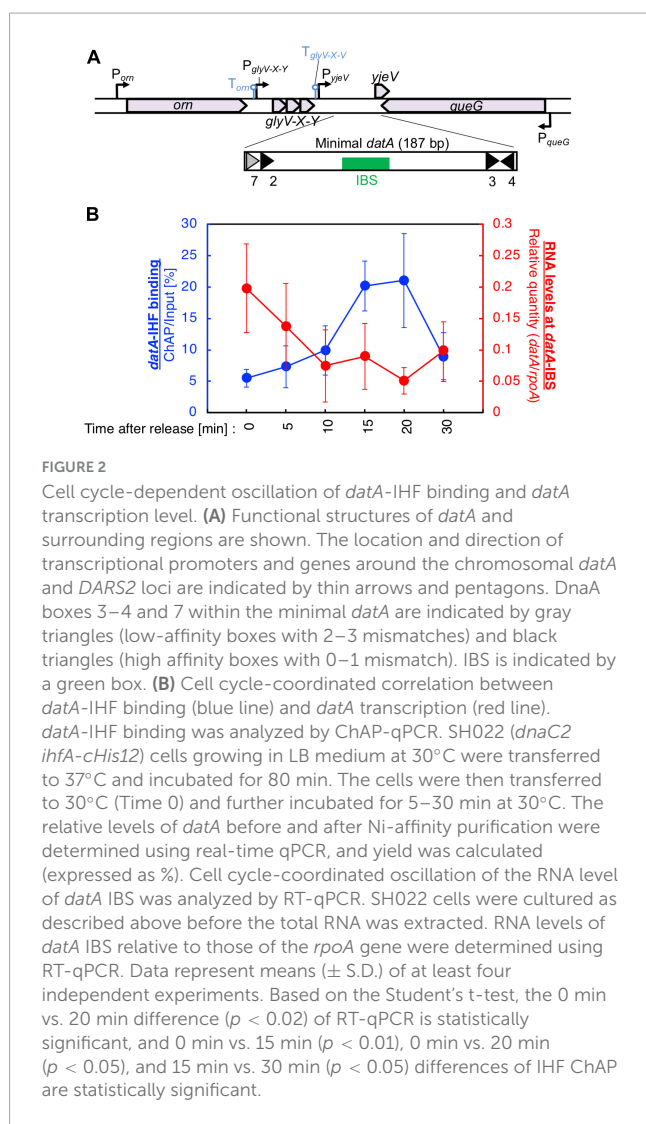 A
P_orn
T_orn
P_glyV-X-Y
T_glyV-X-V
P_yjeV
yjeV
orn
glyV-X-Y
queG
P_queG
Minimal datA (187 bp)
7 2 IBS 3 4
B
datA-IHF binding
ChAP/Input [%]
30
25
20
15
10
5
0
0.3
0.25
0.2
0.15
0.1
0.05
0
RNA levels at datA-IBS
Relative quantity (datA/rpoA)
Time after release [min] : 0 5 10 15 20 30
FIGURE 2
Cell cycle-dependent oscillation of datA-IHF binding and datA
transcription level. (A) Functional structures of datA and
surrounding regions are shown. The location and direction of
transcriptional promoters and genes around the chromosomal datA
and DARS2 loci are indicated by thin arrows and pentagons. DnaA
boxes 3–4 and 7 within the minimal datA are indicated by gray
triangles (low-affinity boxes with 2–3 mismatches) and black
triangles (high affinity boxes with 0–1 mismatch). IBS is indicated by
a green box. (B) Cell cycle-coordinated correlation between
datA-IHF binding (blue line) and datA transcription (red line).
datA-IHF binding was analyzed by ChAP-qPCR. SH022 (dnaC2
ihfA-cHis12) cells growing in LB medium at 30°C were transferred
to 37°C and incubated for 80 min. The cells were then transferred
to 30°C (Time 0) and further incubated for 5–30 min at 30°C. The
relative levels of datA before and after Ni-affinity purification were
determined using real-time qPCR, and yield was calculated
(expressed as %). Cell cycle-coordinated oscillation of the RNA level
of datA IBS was analyzed by RT-qPCR. SH022 cells were cultured as
described above before the total RNA was extracted. RNA levels of
datA IBS relative to those of the rpoA gene were determined using
RT-qPCR. Data represent means (± S.D.) of at least four
independent experiments. Based on the Student's t-test, the 0 min
vs. 20 min difference (p < 0.02) of RT-qPCR is statistically
significant, and 0 min vs. 15 min (p < 0.01), 0 min vs. 20 min
(p < 0.05), and 15 min vs. 30 min (p < 0.05) differences of IHF ChAP
are statistically significant.